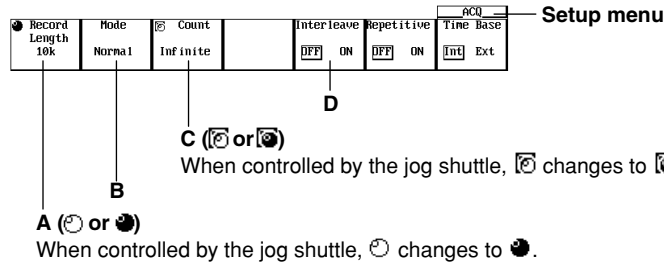 ACQ
Setup menu
Record Mode Count Interleave Repetitive Time Base
Length
10k Normal Infinite OFF ON OFF ON Int Ext
D
C ( or )
When controlled by the jog shuttle, changes to
B
A ( or )
When controlled by the jog shuttle, changes to .